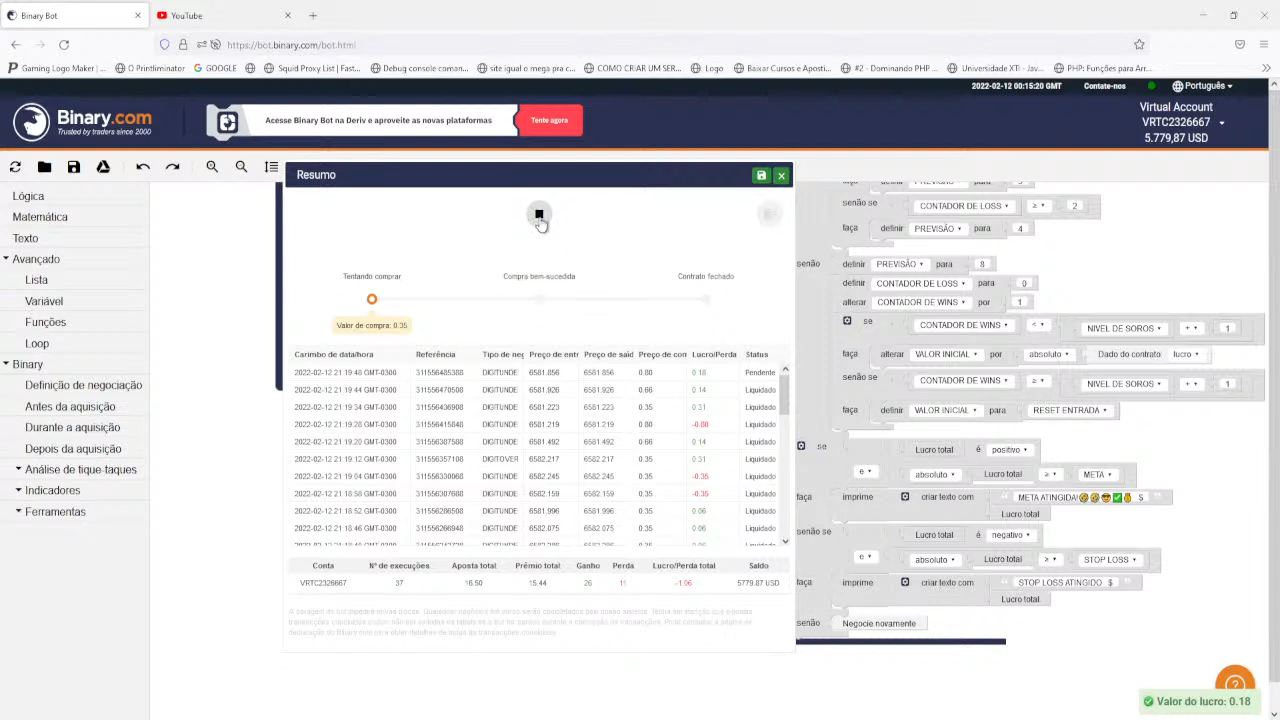 Binary Bot
YouTube
https://bot.binary.com/bot.html
Gaming Logo Maker | ...
O Printliminator
GOOGLE
Squid Proxy List | Fast...
Debug console coman...
site igual o mega pra c...
COMO CRIAR UM SER...
Logo
Baixar Cursos e Apostil...
#2 - Dominando PHP ...
Universidade XTi - Jav...
PHP: Funções para Arr...
2022-02-12 00:15:20 GMT
Contate-nos
Português
Binary.com
Trusted by traders since 2000
Acesse Binary Bot na Deriv e aproveite as novas plataformas
Tente agora
Virtual Account
VRTC2326667
5.779,87 USD
Lógica
Matemática
Texto
Avançado
Lista
Variável
Funções
Loop
Binary
Definição de negociação
Antes da aquisição
Durante a aquisição
Depois da aquisição
Análise de tique-taques
Indicadores
Ferramentas
Resumo
Tentando comprar
Compra bem-sucedida
Contrato fechado
Valor de compra: 0.35
Carimbo de data/hora Referência Tipo de neg Preço de entr Preço de saíd Preço de com Lucro/Perda Status
2022-02-12 21:19:48 GMT-0300 311556485388 DIGITUNDE 6581.856 6581.856 0.80 0.18 Pendente
2022-02-12 21:19:44 GMT-0300 311556470508 DIGITUNDE 6581.926 6581.926 0.66 0.14 Liquidado
2022-02-12 21:19:34 GMT-0300 311556436908 DIGITUNDE 6581.223 6581.223 0.35 0.31 Liquidado
2022-02-12 21:19:28 GMT-0300 311556415848 DIGITUNDE 6581.219 6581.219 0.80 -0.80 Liquidado
2022-02-12 21:19:20 GMT-0300 311556387588 DIGITUNDE 6581.492 6581.492 0.66 0.14 Liquidado
2022-02-12 21:19:12 GMT-0300 311556357108 DIGITOVER 6582.217 6582.217 0.35 0.31 Liquidado
2022-02-12 21:19:04 GMT-0300 311556330068 DIGITUNDE 6582.245 6582.245 0.35 -0.35 Liquidado
2022-02-12 21:18:58 GMT-0300 311556307688 DIGITUNDE 6582.159 6582.159 0.35 -0.35 Liquidado
2022-02-12 21:18:52 GMT-0300 311556286508 DIGITUNDE 6581.996 6581.996 0.35 0.06 Liquidado
2022-02-12 21:18:46 GMT-0300 311556266948 DIGITUNDE 6582.075 6582.075 0.35 0.06 Liquidado
Conta Nº de execuções Aposta total Prêmio total Ganho Perda Lucro/Perda total Saldo
VRTC2326667 37 16.50 15.44 26 11 -1.06 5779.87 USD
senão se CONTADOR DE LOSS ≥ 2
faça definir PREVISÃO para 4
senão definir PREVISÃO para 8
definir CONTADOR DE LOSS para 0
alterar CONTADOR DE WINS por 1
se CONTADOR DE WINS < NIVEL DE SOROS + 1
faça alterar VALOR INICIAL por absoluto Dado do contrato: lucro
senão se CONTADOR DE WINS = NIVEL DE SOROS + 1
faça definir VALOR INICIAL para RESET ENTRADA
se Lucro total é positivo
e absoluto Lucro total ≥ META
faça imprime criar texto com META ATINGIDA🤑🤑😎✅💰 $
Lucro total
senão se Lucro total é negativo
e absoluto Lucro total > STOP LOSS
faça imprime criar texto com STOP LOSS ATINGIDO $
Lucro total
senão Negocie novamente
Valor do lucro: 0.18